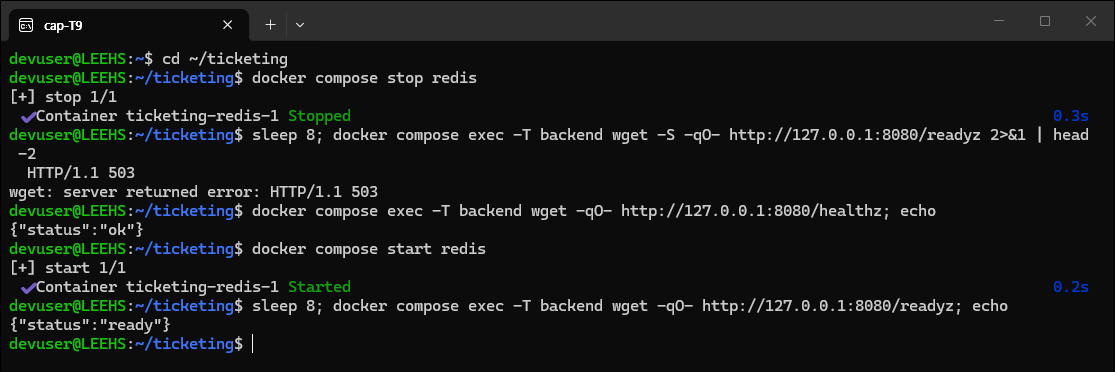 cap-T9
devuser@LEEHS:~$ cd ~/ticketing
devuser@LEEHS:~/ticketing$ docker compose stop redis
[+] stop 1/1
✔Container ticketing-redis-1 Stopped 0.3s
devuser@LEEHS:~/ticketing$ sleep 8; docker compose exec -T backend wget -S -qO- http://127.0.0.1:8080/readyz 2>&1 | head
-2
HTTP/1.1 503
wget: server returned error: HTTP/1.1 503
devuser@LEEHS:~/ticketing$ docker compose exec -T backend wget -qO- http://127.0.0.1:8080/healthz; echo
{"status":"ok"}
devuser@LEEHS:~/ticketing$ docker compose start redis
[+] start 1/1
✔Container ticketing-redis-1 Started 0.2s
devuser@LEEHS:~/ticketing$ sleep 8; docker compose exec -T backend wget -qO- http://127.0.0.1:8080/readyz; echo
{"status":"ready"}
devuser@LEEHS:~/ticketing$